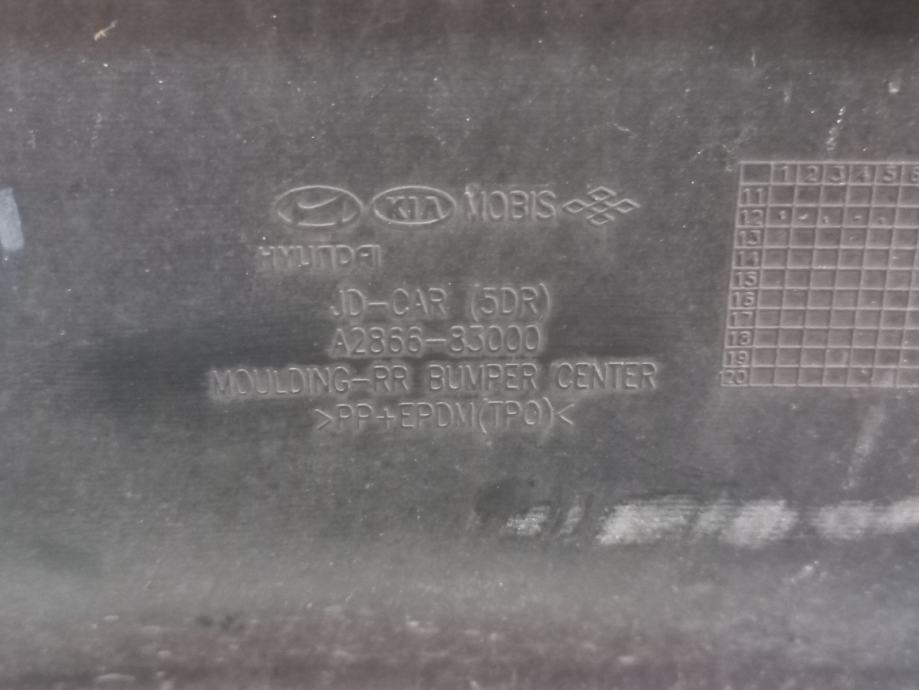 KIA MOBIS
HYUNDAI
JD-CAR (5DR)
A2866-83000
MOULDING-RR BUMPER CENTER
>PP+EPDM(TPO)<
1 2 3 4 5 6
11
12
13
14
15
16
17
18
19
20